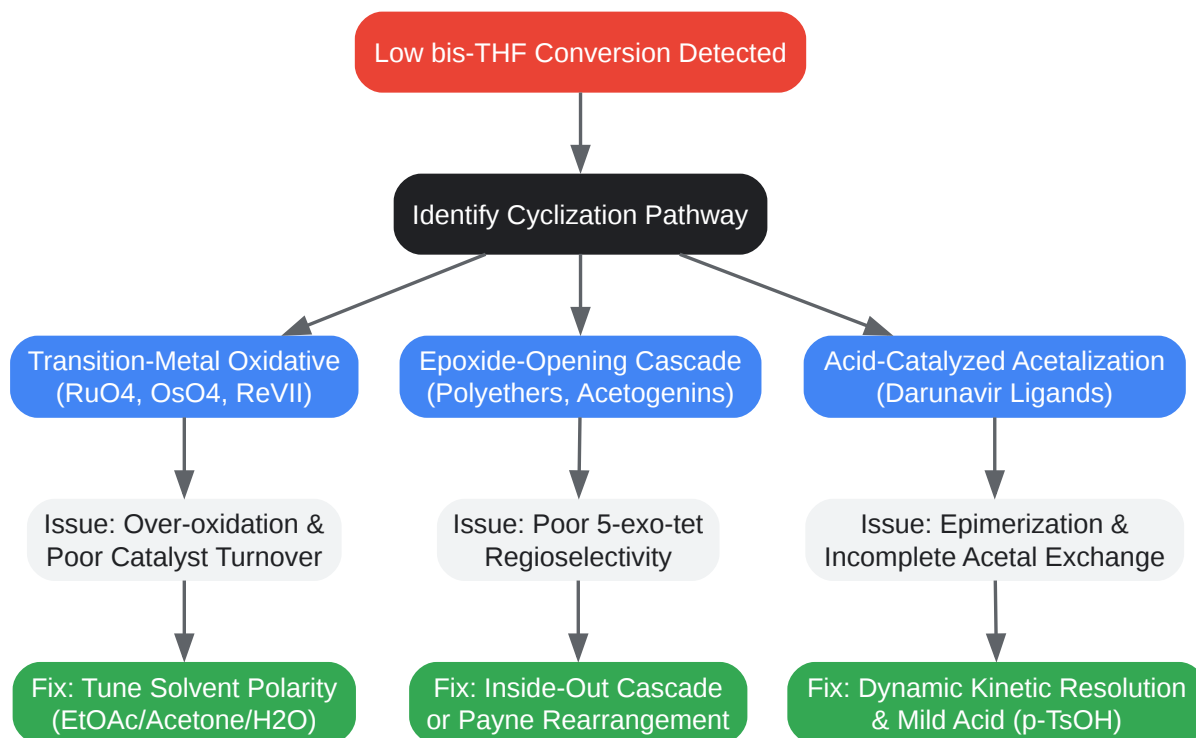 Low bis-THF Conversion Detected
Identify Cyclization Pathway
Transition-Metal Oxidative
(RuO4, OsO4, ReVII)
Epoxide-Opening Cascade
(Polyethers, Acetogenins)
Acid-Catalyzed Acetalization
(Darunavir Ligands)
Issue: Over-oxidation &
Poor Catalyst Turnover
Issue: Poor 5-exo-tet
Regioselectivity
Issue: Epimerization &
Incomplete Acetal Exchange
Fix: Tune Solvent Polarity
(EtOAc/Acetone/H2O)
Fix: Inside-Out Cascade
or Payne Rearrangement
Fix: Dynamic Kinetic Resolution
& Mild Acid (p-TsOH)